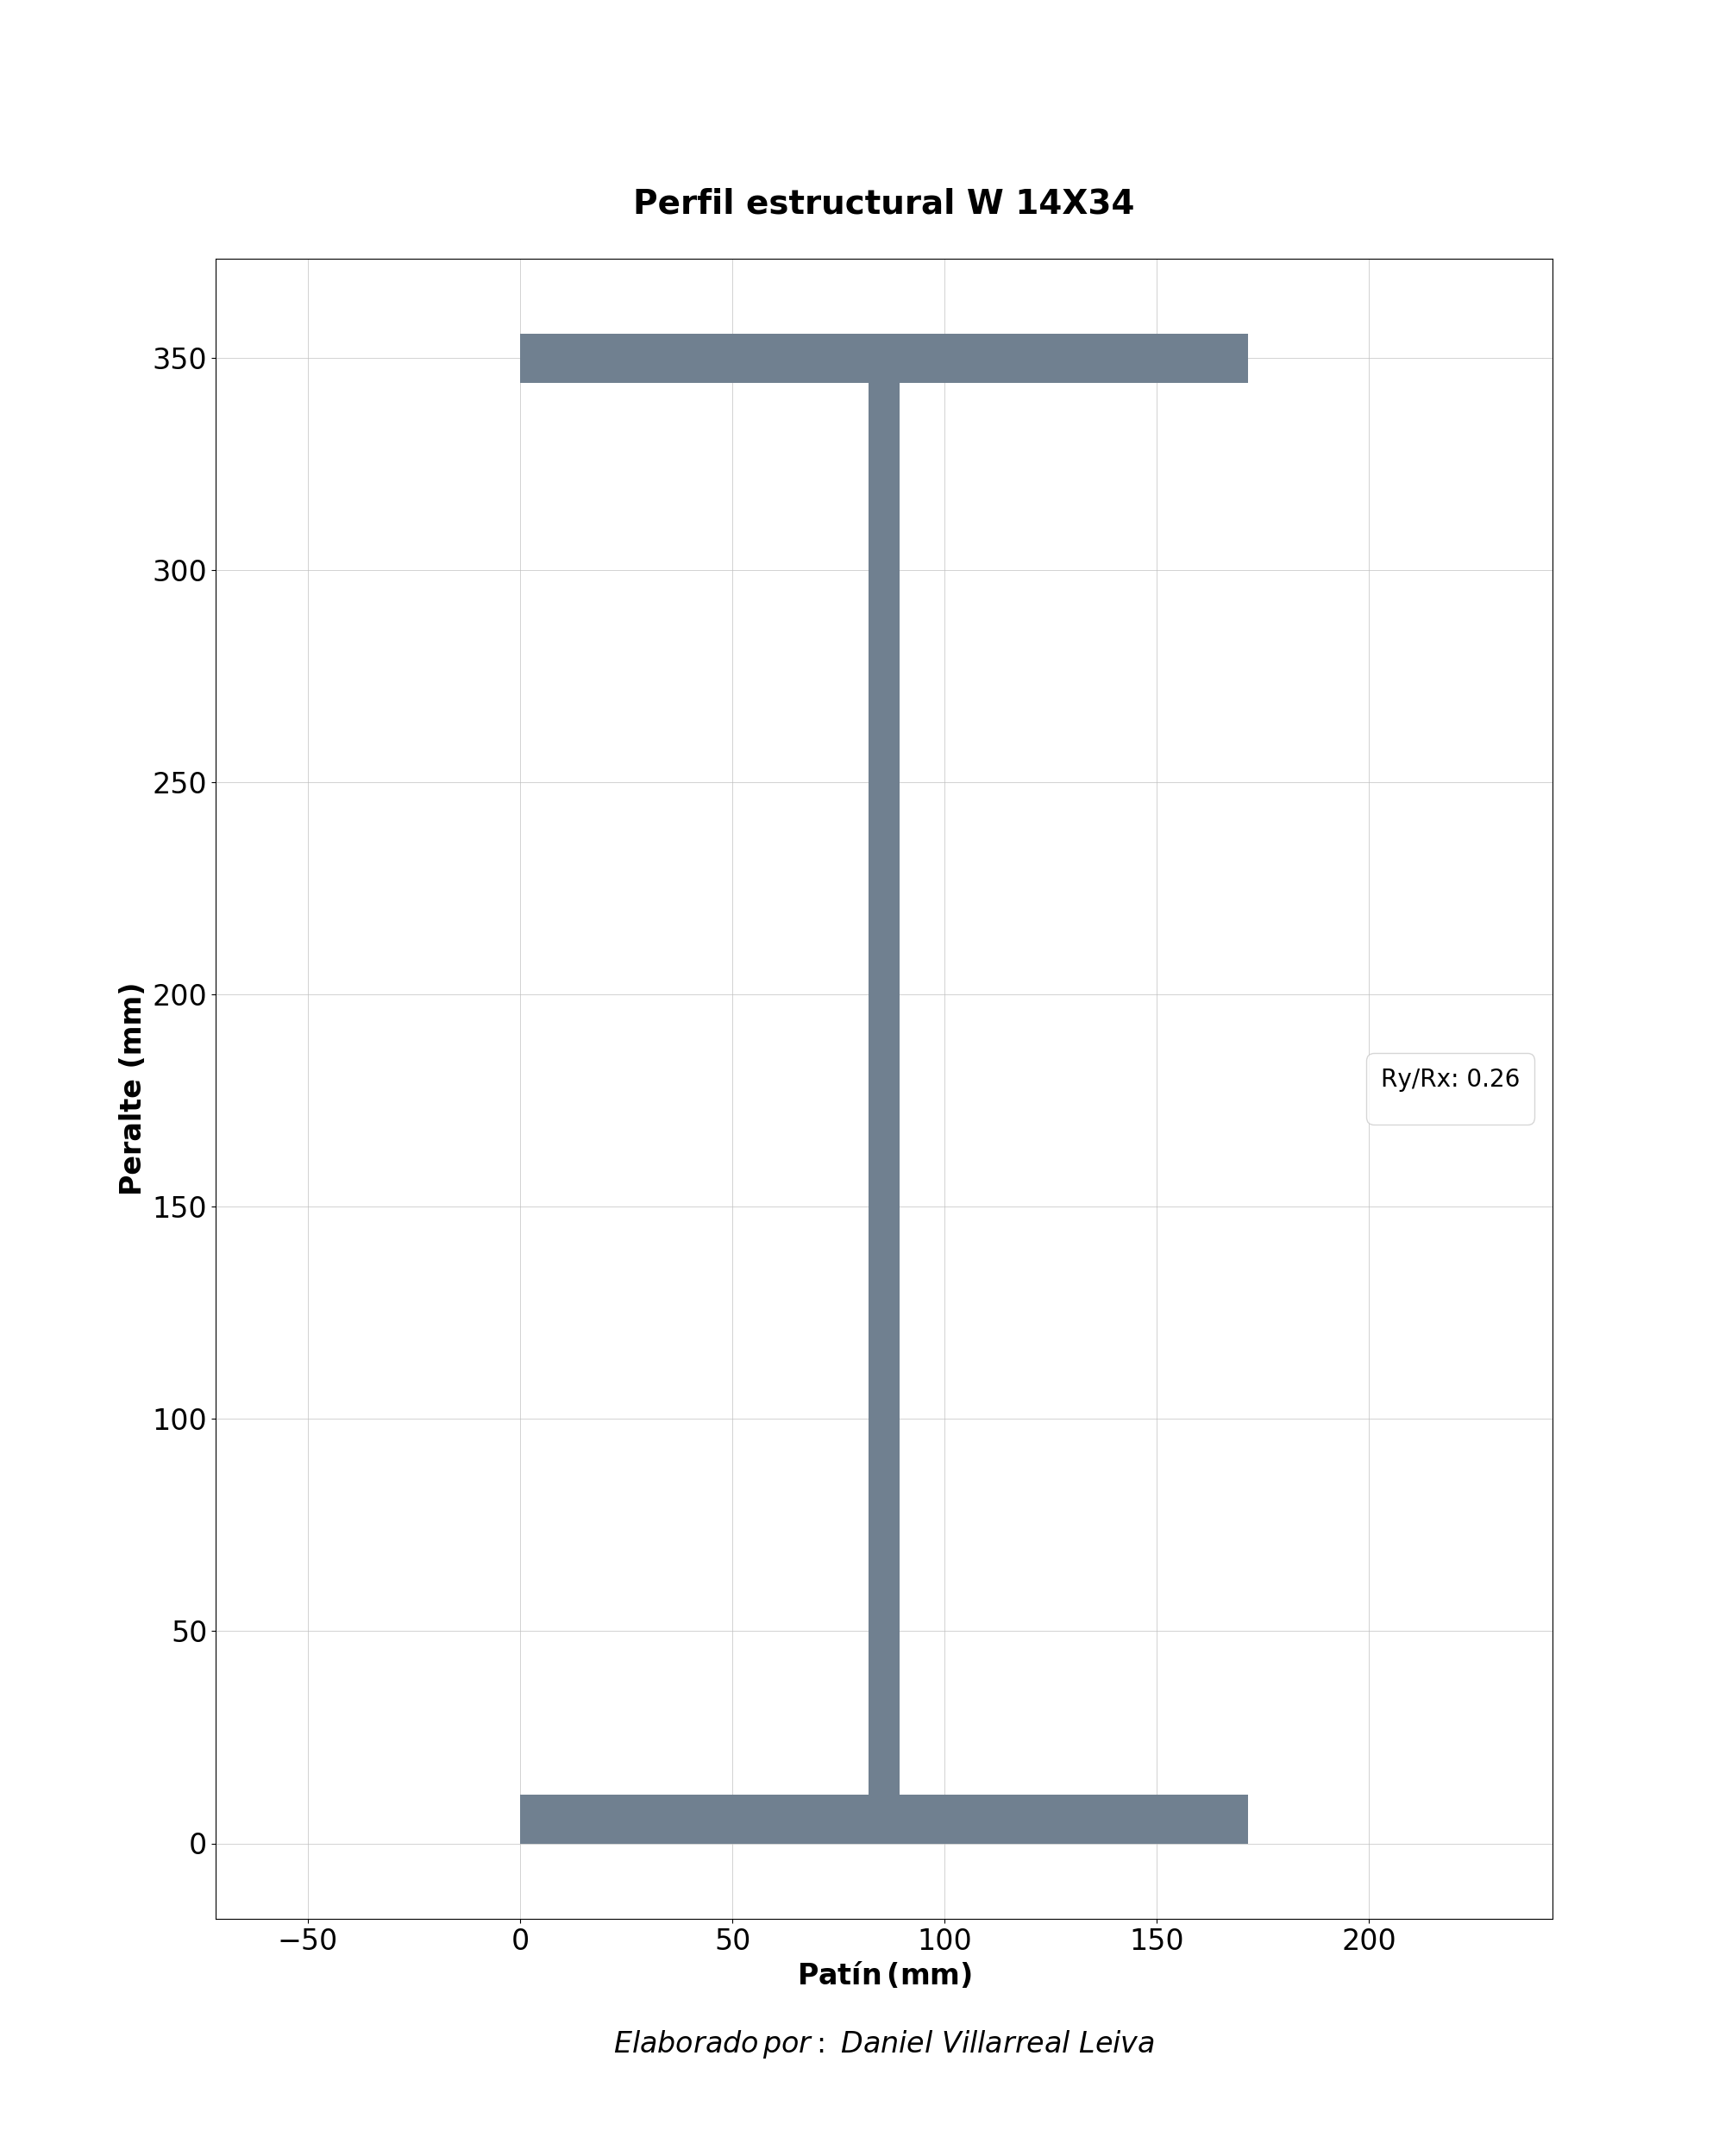 Perfil estructural W 14X34
Peralte (mm)
350
300
250
200
150
100
50
0
Ry/Rx: 0.26
−50 0 50 100 150 200
Patín (mm)
Elaborado por: Daniel Villarreal Leiva